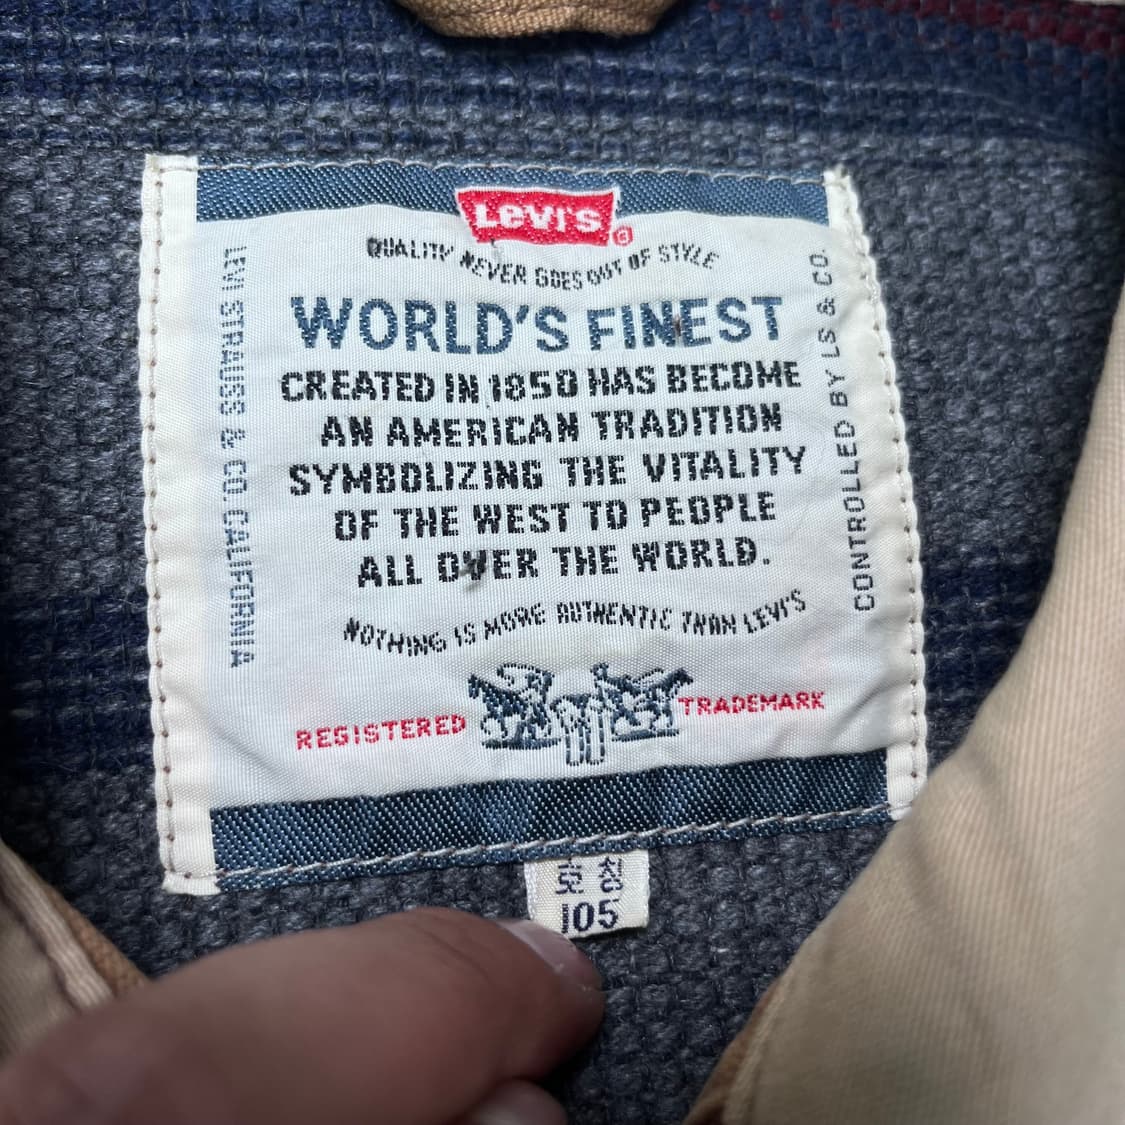 Levi's ®
QUALITY NEVER GOES OUT OF STYLE
WORLD'S FINEST
CREATED IN 1850 HAS BECOME
AN AMERICAN TRADITION
SYMBOLIZING THE VITALITY
OF THE WEST TO PEOPLE
ALL OVER THE WORLD.
NOTHING IS MORE AUTHENTIC THAN LEVI'S
REGISTERED TRADEMARK
LEVI STRAUSS & CO. CALIFORNIA
CONTROLLED BY LS & CO.
호칭
105